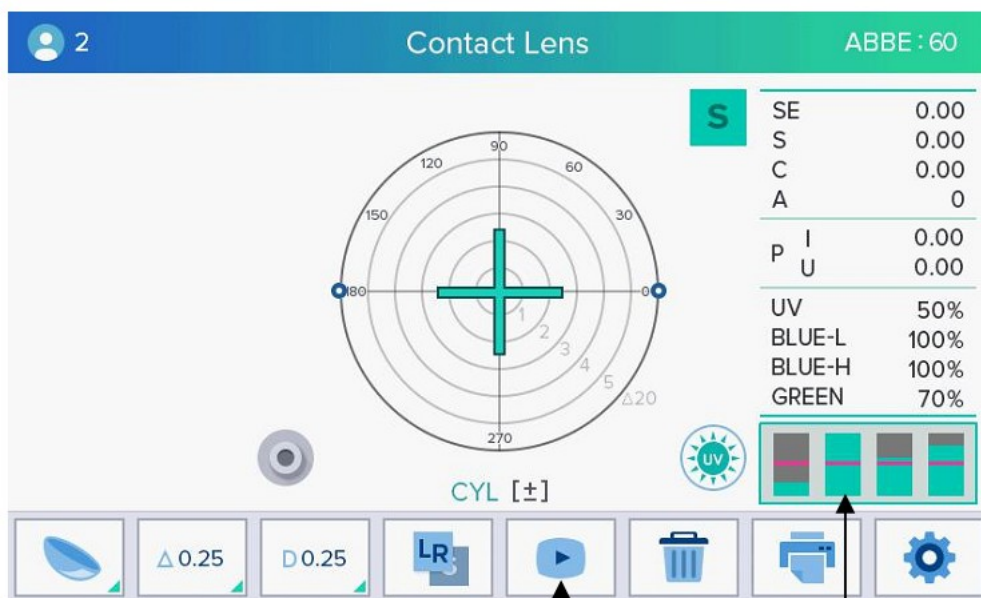 2 Contact Lens ABBE : 60
S
SE 0.00
S 0.00
C 0.00
A 0
P I 0.00
U 0.00
UV 50%
BLUE-L 100%
BLUE-H 100%
GREEN 70%
90
120 60
150 30
180 0
1
2
3
4
5
△20
270
UV
CYL [±]
△ 0.25
D 0.25
LR
S